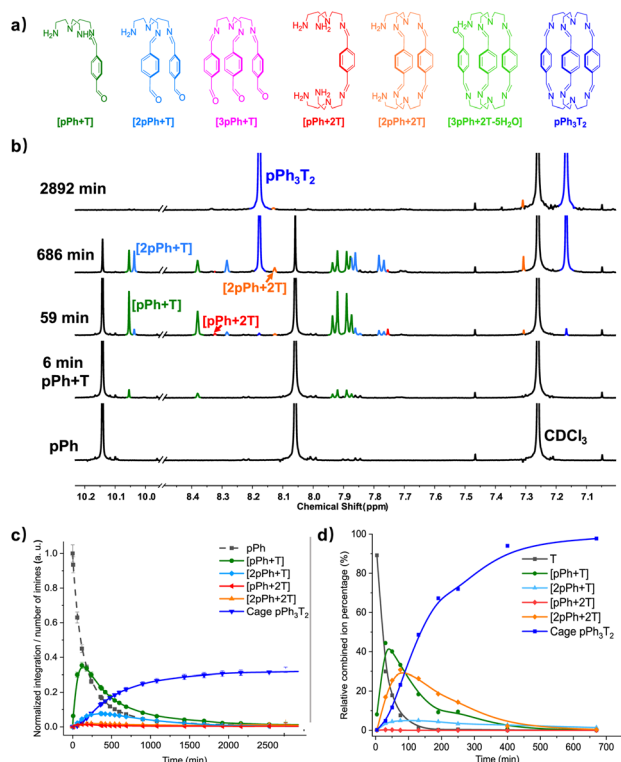 a)
H₂N NH₂ N N N O
H₂N N N N N O O
N N N N N N O O O
H₂N NH₂ N N H₂N NH₂ N N
H₂N N N N N H₂N N N N N
O H₂N N N N N N N N
N N N N N N N N N N N N
[pPh+T] [2pPh+T] [3pPh+T] [pPh+2T] [2pPh+2T] [3pPh+2T-5H₂O] pPh₃T₂
b)
2892 min
pPh₃T₂
686 min
[2pPh+T]
[2pPh+2T]
59 min
[pPh+T]
[pPh+2T]
6 min
pPh+T
pPh
CDCl₃
10.2 10.1 10.0 8.4 8.3 8.2 8.1 8.0 7.9 7.8 7.7 7.6 7.5 7.4 7.3 7.2 7.1
Chemical Shift(ppm)
c)
Normalized integration / number of imines (a. u.)
1.0
0.8
0.6
0.4
0.2
0.0
pPh
[pPh+T]
[2pPh+T]
[pPh+2T]
[2pPh+2T]
Cage pPh₃T₂
0 500 1000 1500 2000 2500
Time (min)
d)
Relative combined ion percentage (%)
100
80
60
40
20
0
T
[pPh+T]
[2pPh+T]
[pPh+2T]
[2pPh+2T]
Cage pPh₃T₂
0 100 200 300 400 500 600 700
Time (min)